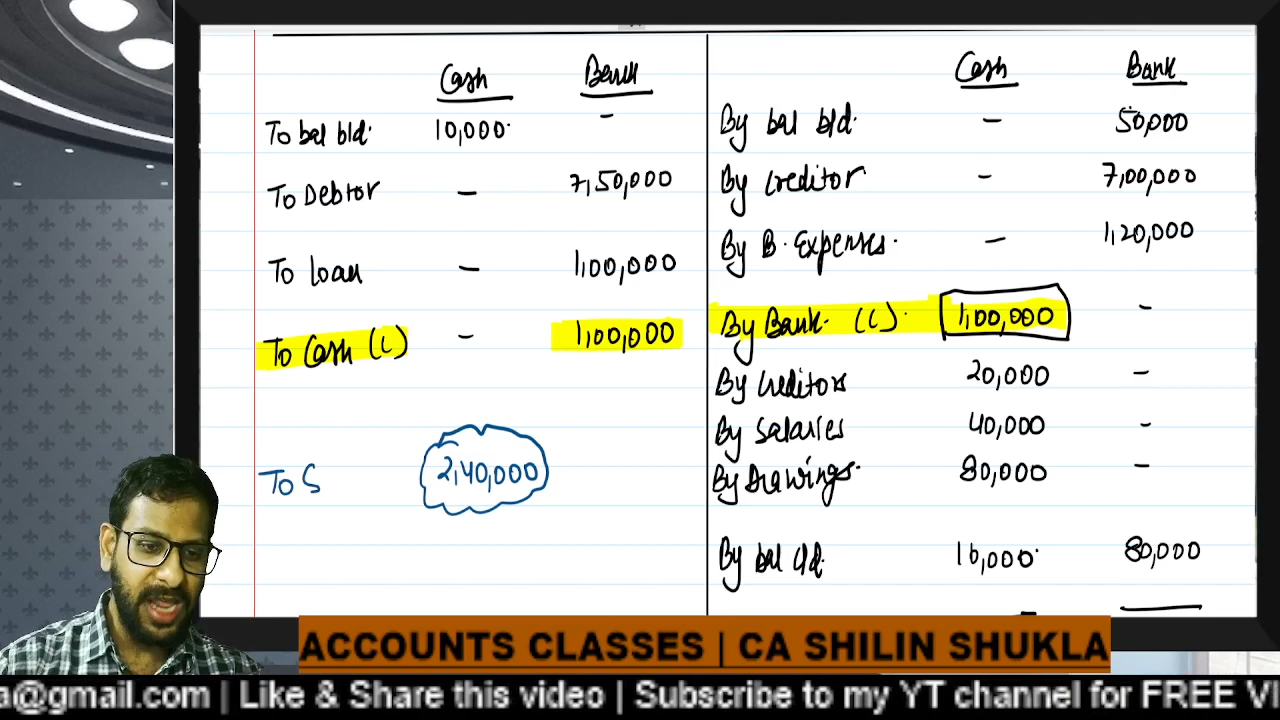 Cash Bank Cash Bank
To bal b/d. 10,000. - By bal b/d. - 50,000
To Debtor - 7,50,000 By Creditor. - 7,00,000
To Loan - 1,00,000 By B. Expenses. - 1,20,000
To Cash (C) - 1,00,000 By Bank. (C). 1,00,000 -
By Creditors 20,000 -
By Salaries 40,000 -
To S 2,40,000 By Drawings. 80,000 -
By bal c/d. 10,000. 80,000
ACCOUNTS CLASSES | CA SHILIN SHUKLA
a@gmail.com | Like & Share this video | Subscribe to my YT channel for FREE VI